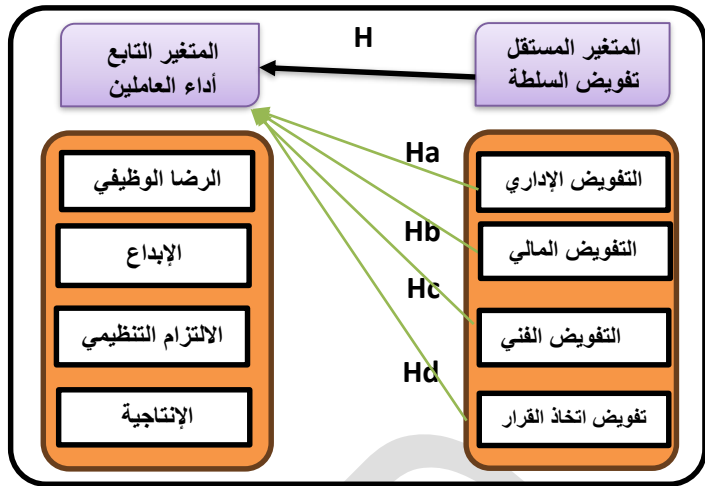 المتغير المستقل
تفويض السلطة
H
المتغير التابع
أداء العاملين
التفويض الإداري
التفويض المالي
التفويض الفني
تفويض اتخاذ القرار
Ha
Hb
Hc
Hd
الرضا الوظيفي
الإبداع
الالتزام التنظيمي
الإنتاجية